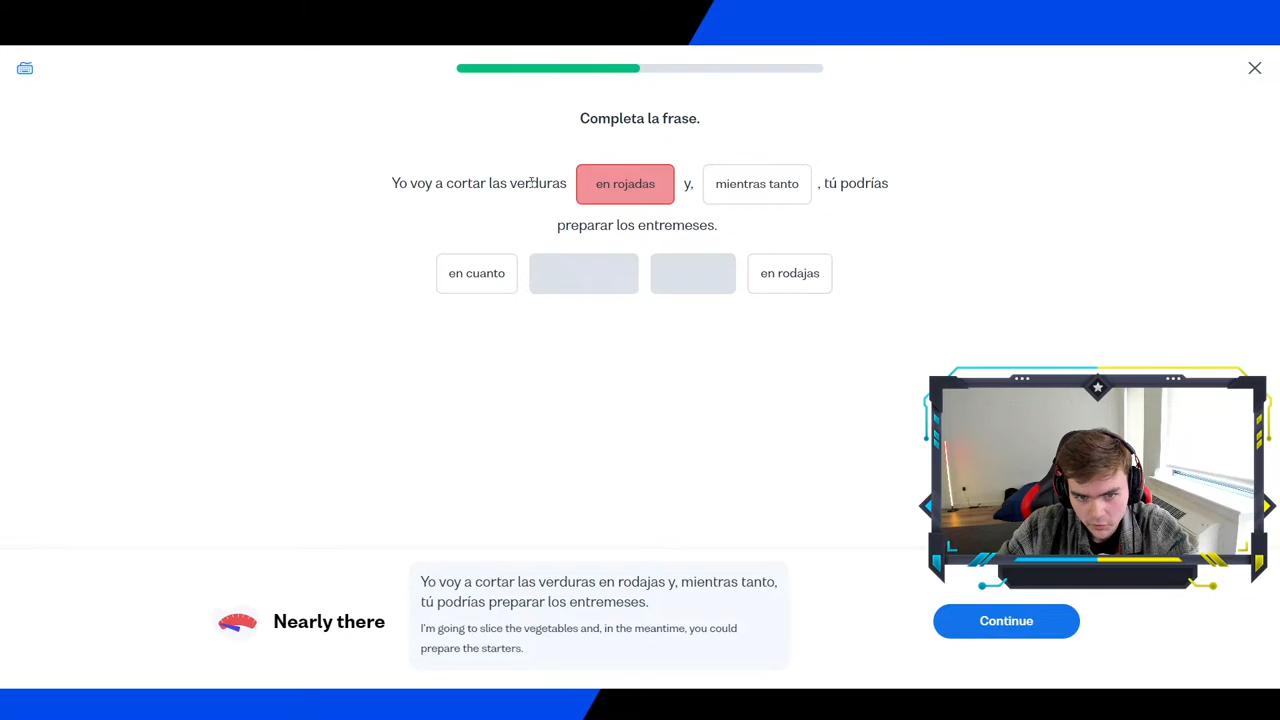 Completa la frase.
Yo voy a cortar las verduras en rojadas y, mientras tanto , tú podrías
preparar los entremeses.
en cuanto en rodajas
Nearly there
Yo voy a cortar las verduras en rodajas y, mientras tanto,
tú podrías preparar los entremeses.
I'm going to slice the vegetables and, in the meantime, you could
prepare the starters.
Continue